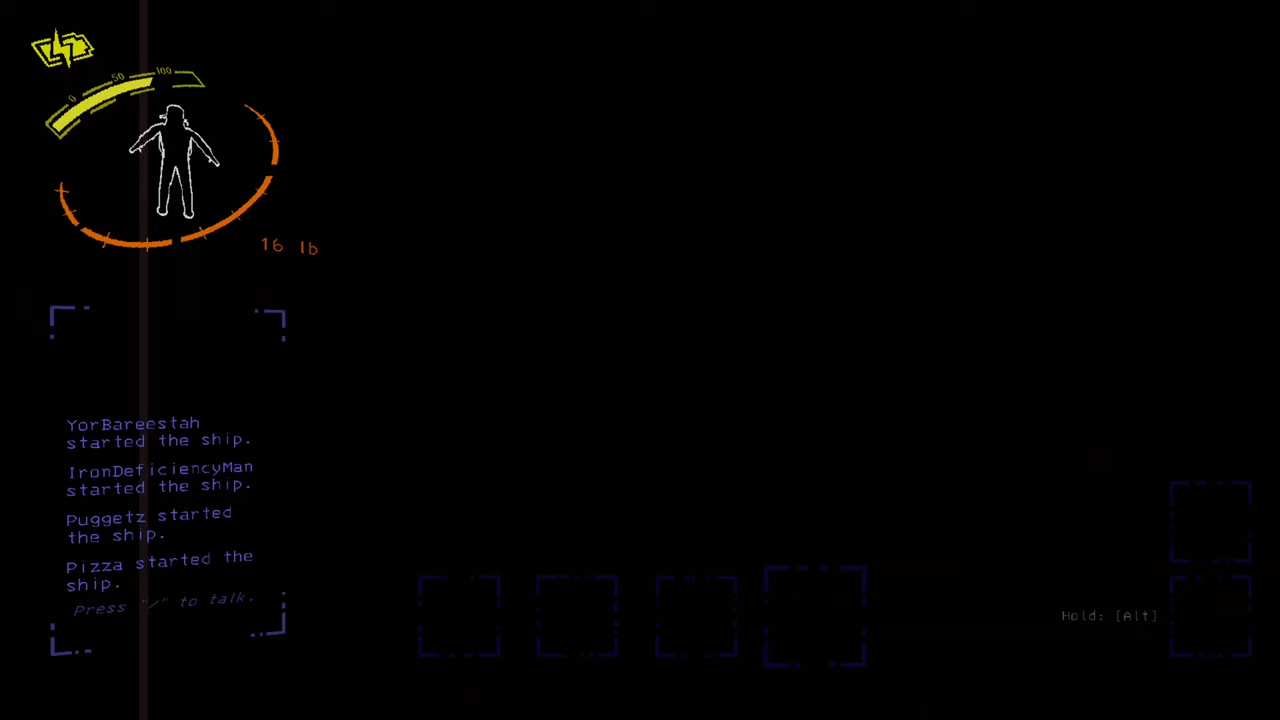 0 50 100
16 lb
YorBareestah
started the ship.
IronDeficiencyMan
started the ship.
Puggetz started
the ship.
Pizza started the
ship.
Press "/" to talk.
Hold: [Alt]